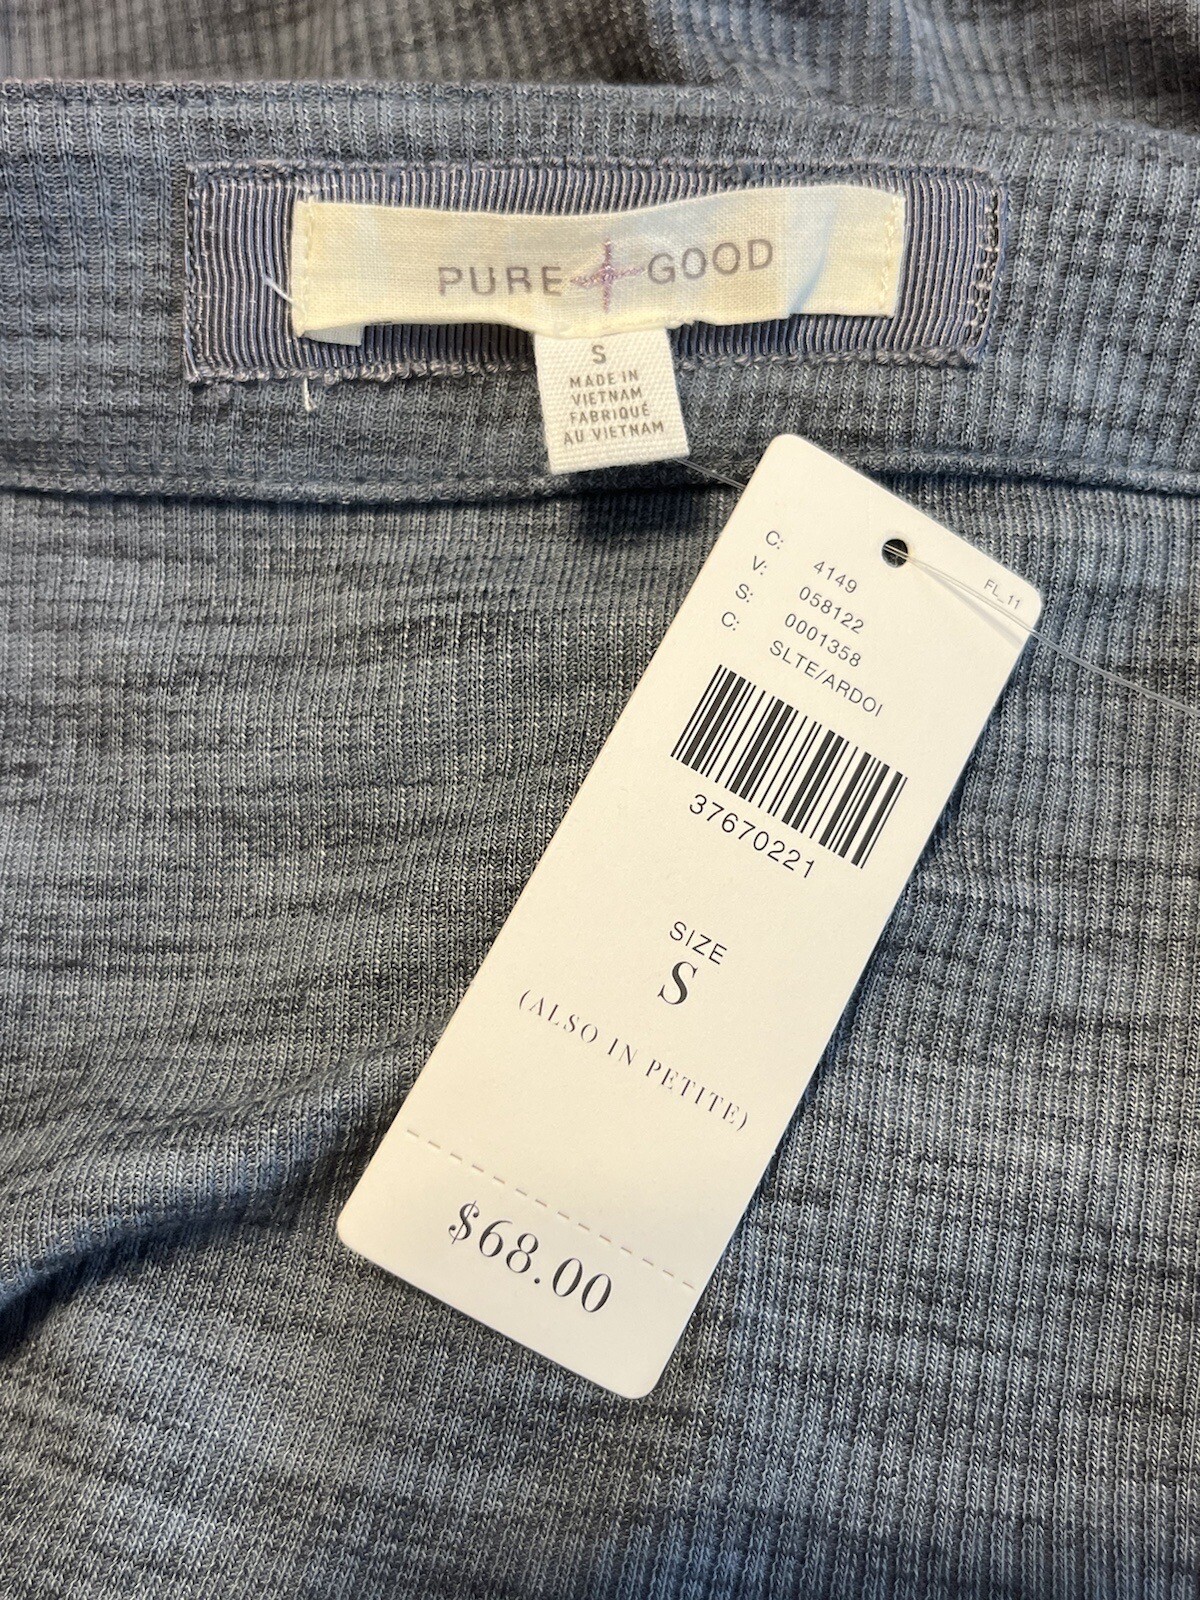 PURE + GOOD
S
MADE IN
VIETNAM
FABRIQUÉ
AU VIETNAM
FL_11
C: 4149
V: 058122
S: 0001358
C: SLTE/ARDOI
37670221
SIZE
S
(ALSO IN PETITE)
$68.00